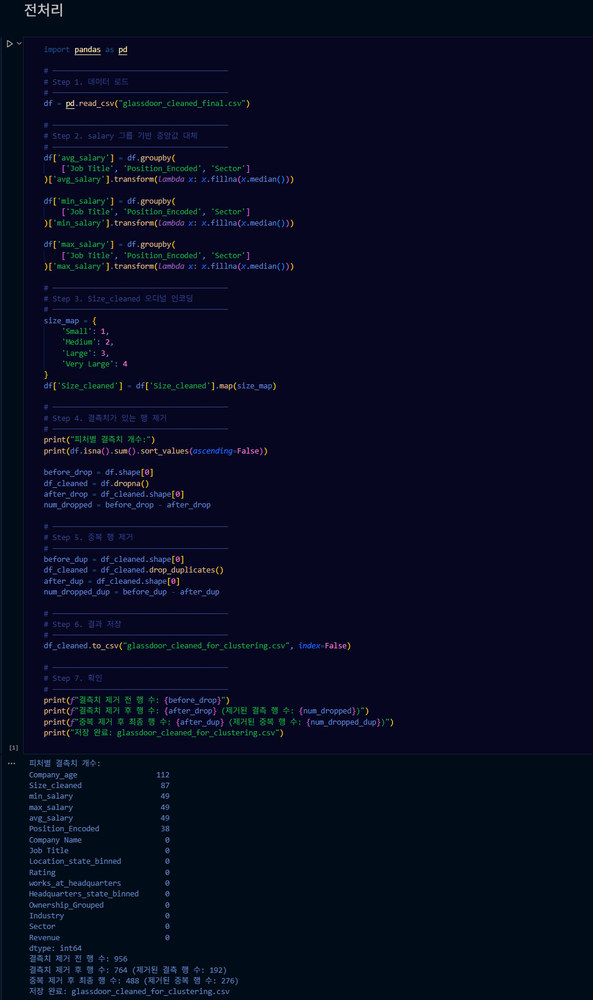 전처리
import pandas as pd
# ────────────────────────────────────────
# Step 1. 데이터 로드
# ────────────────────────────────────────
df = pd.read_csv("glassdoor_cleaned_final.csv")
# ────────────────────────────────────────
# Step 2. salary 그룹 기반 중앙값 대체
# ────────────────────────────────────────
df['avg_salary'] = df.groupby(
    ['Job Title', 'Position_Encoded', 'Sector']
)['avg_salary'].transform(lambda x: x.fillna(x.median()))
df['min_salary'] = df.groupby(
    ['Job Title', 'Position_Encoded', 'Sector']
)['min_salary'].transform(lambda x: x.fillna(x.median()))
df['max_salary'] = df.groupby(
    ['Job Title', 'Position_Encoded', 'Sector']
)['max_salary'].transform(lambda x: x.fillna(x.median()))
# ────────────────────────────────────────
# Step 3. Size_cleaned 오디널 인코딩
# ────────────────────────────────────────
size_map = {
    'Small': 1,
    'Medium': 2,
    'Large': 3,
    'Very Large': 4
}
df['Size_cleaned'] = df['Size_cleaned'].map(size_map)
# ────────────────────────────────────────
# Step 4. 결측치가 있는 행 제거
# ────────────────────────────────────────
print("피처별 결측치 개수:")
print(df.isna().sum().sort_values(ascending=False))
before_drop = df.shape[0]
df_cleaned = df.dropna()
after_drop = df_cleaned.shape[0]
num_dropped = before_drop - after_drop
# ────────────────────────────────────────
# Step 5. 중복 행 제거
# ────────────────────────────────────────
before_dup = df_cleaned.shape[0]
df_cleaned = df_cleaned.drop_duplicates()
after_dup = df_cleaned.shape[0]
num_dropped_dup = before_dup - after_dup
# ────────────────────────────────────────
# Step 6. 결과 저장
# ────────────────────────────────────────
df_cleaned.to_csv("glassdoor_cleaned_for_clustering.csv", index=False)
# ────────────────────────────────────────
# Step 7. 확인
# ────────────────────────────────────────
print(f"결측치 제거 전 행 수: {before_drop}")
print(f"결측치 제거 후 행 수: {after_drop} (제거된 결측 행 수: {num_dropped})")
print(f"중복 제거 후 최종 행 수: {after_dup} (제거된 중복 행 수: {num_dropped_dup})")
print("저장 완료: glassdoor_cleaned_for_clustering.csv")
[1]
피처별 결측치 개수:
Company_age 112
Size_cleaned 87
min_salary 49
max_salary 49
avg_salary 49
Position_Encoded 38
Company Name 0
Job Title 0
Location_state_binned 0
Rating 0
works_at_headquarters 0
Headquarters_state_binned 0
Ownership_Grouped 0
Industry 0
Sector 0
Revenue 0
dtype: int64
결측치 제거 전 행 수: 956
결측치 제거 후 행 수: 764 (제거된 결측 행 수: 192)
중복 제거 후 최종 행 수: 488 (제거된 중복 행 수: 276)
저장 완료: glassdoor_cleaned_for_clustering.csv